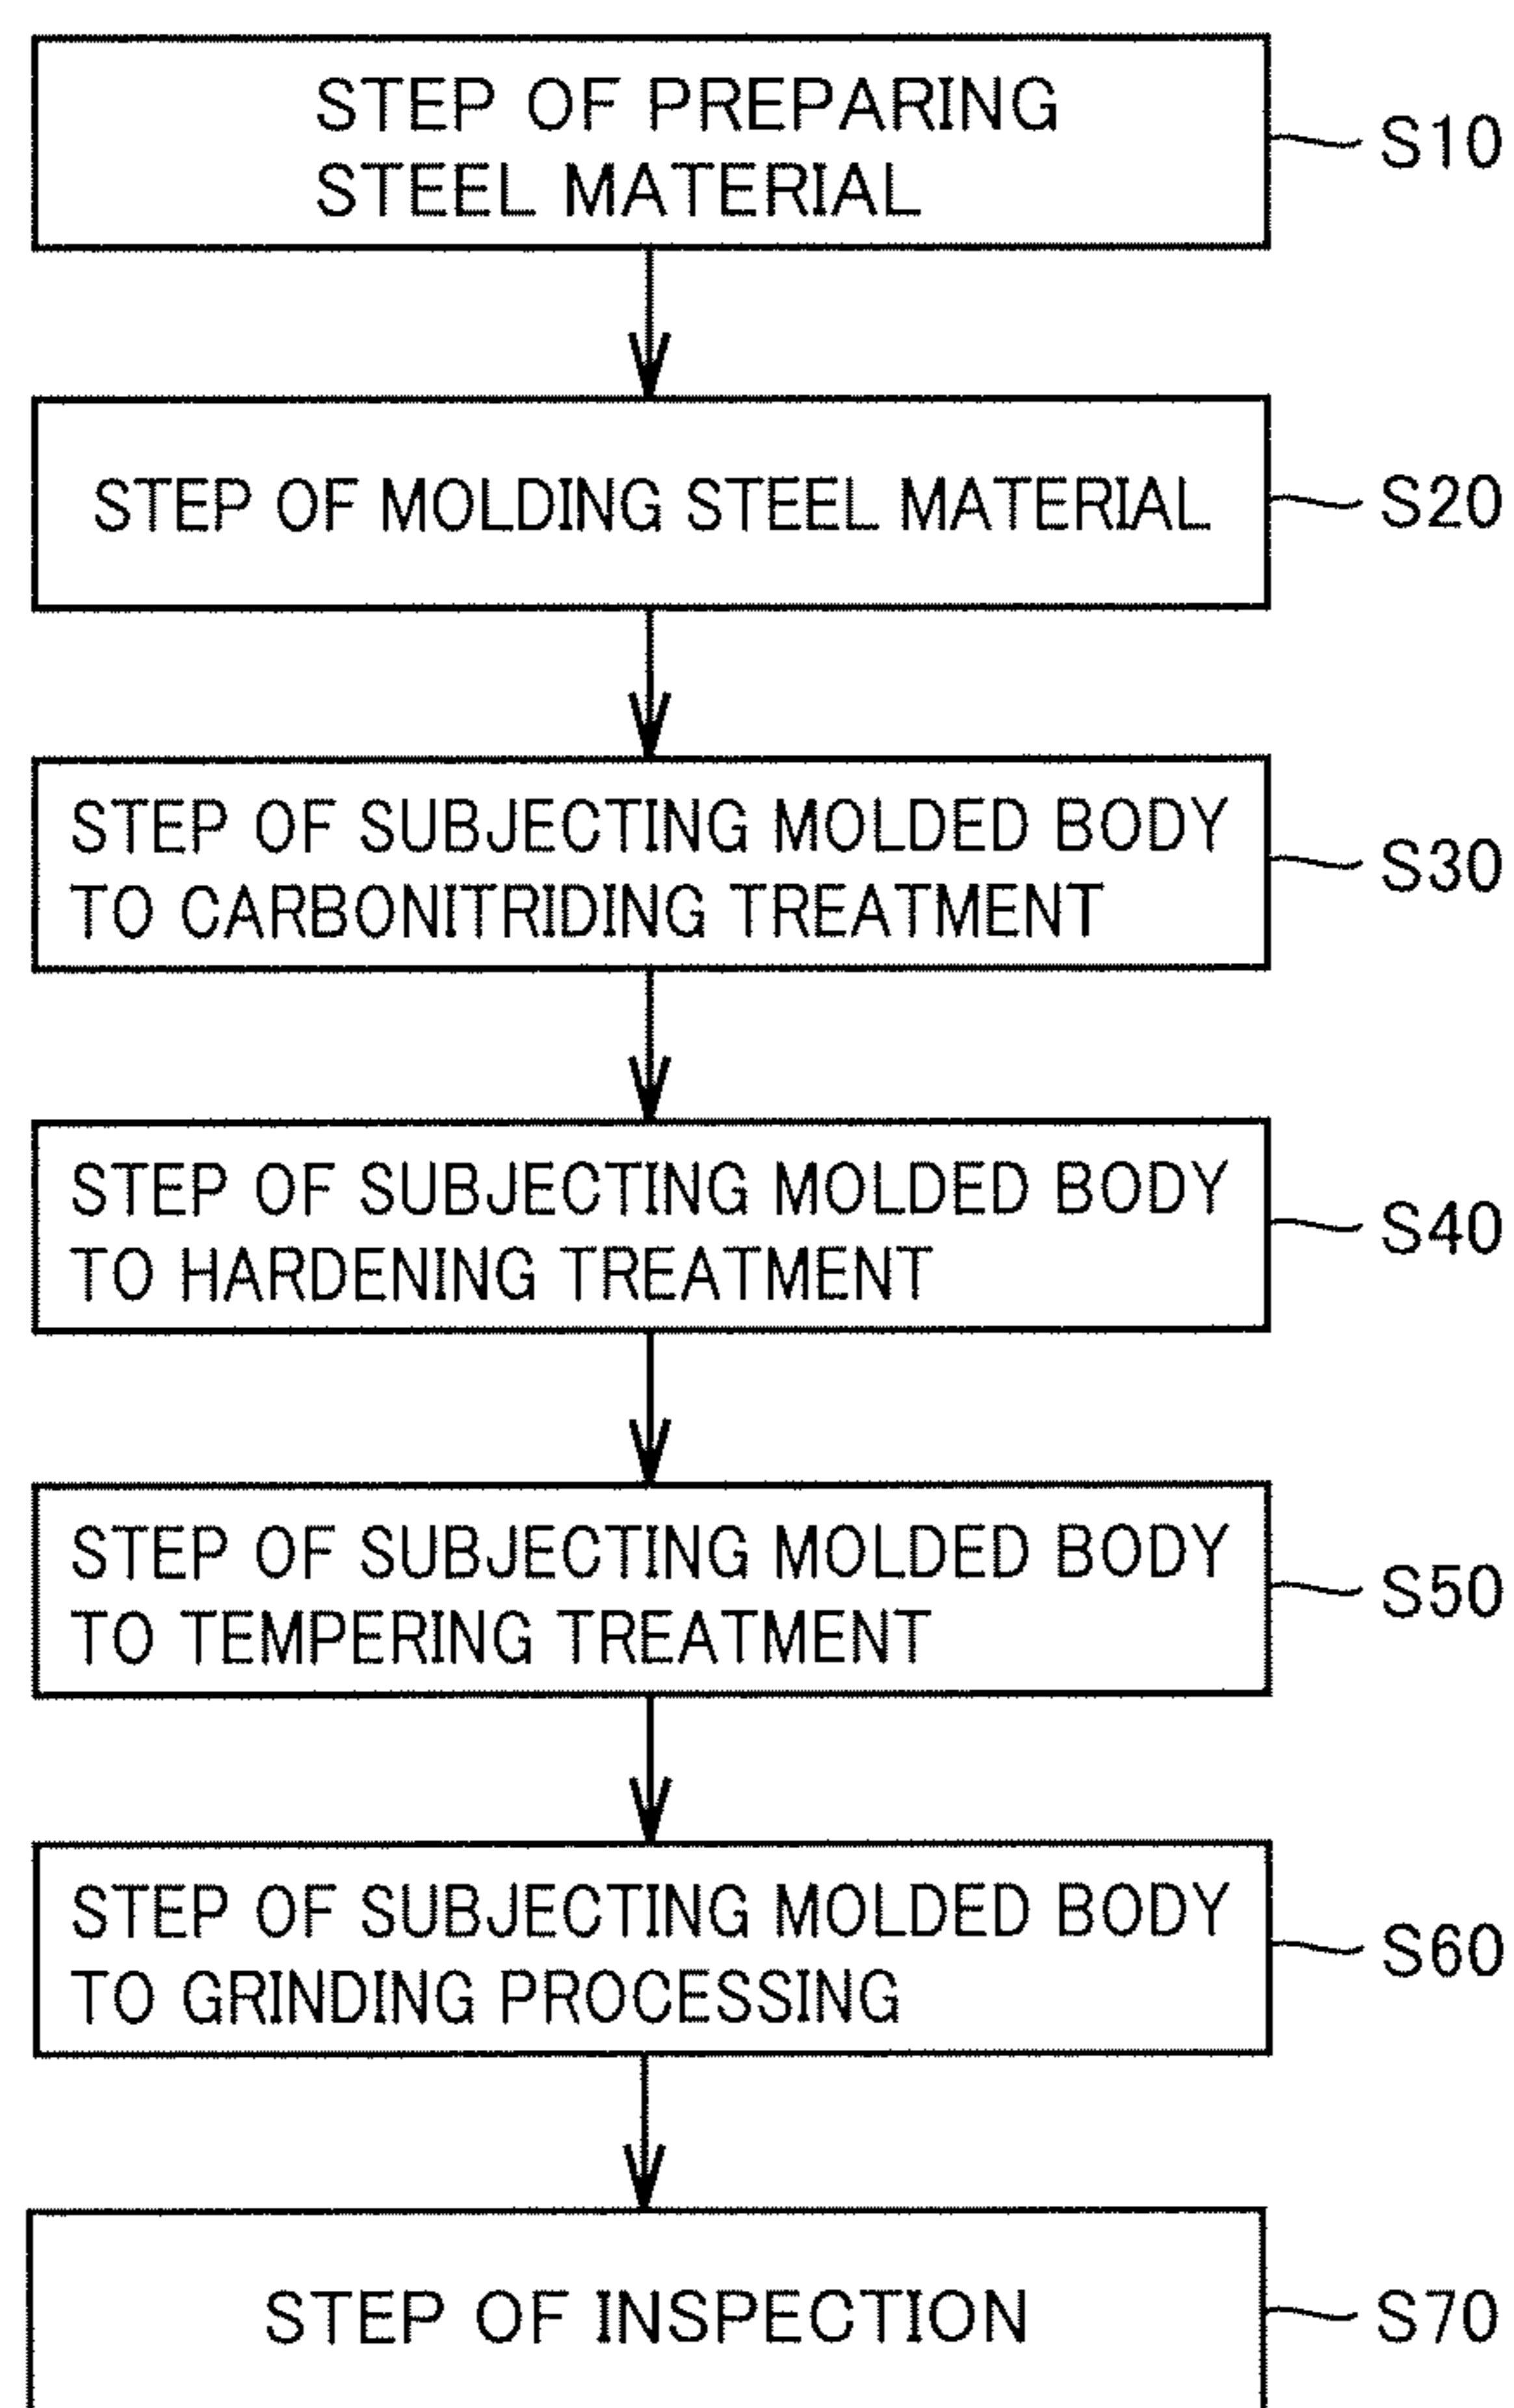 STEP OF PREPARING
STEEL MATERIAL
S10
STEP OF MOLDING STEEL MATERIAL
S20
STEP OF SUBJECTING MOLDED BODY
TO CARBONITRIDING TREATMENT
S30
STEP OF SUBJECTING MOLDED BODY
TO HARDENING TREATMENT
S40
STEP OF SUBJECTING MOLDED BODY
TO TEMPERING TREATMENT
S50
STEP OF SUBJECTING MOLDED BODY
TO GRINDING PROCESSING
S60
STEP OF INSPECTION
S70